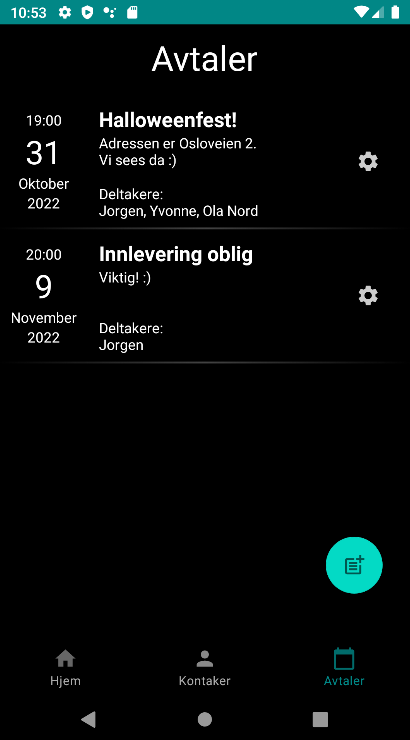 10:53
Avtaler
19:00
31
Oktober
2022
Halloweenfest!
Adressen er Osloveien 2.
Vi sees da :)
Deltakere:
Jorgen, Yvonne, Ola Nord
20:00
9
November
2022
Innlevering oblig
Viktig! :)
Deltakere:
Jorgen
Hjem
Kontaker
Avtaler